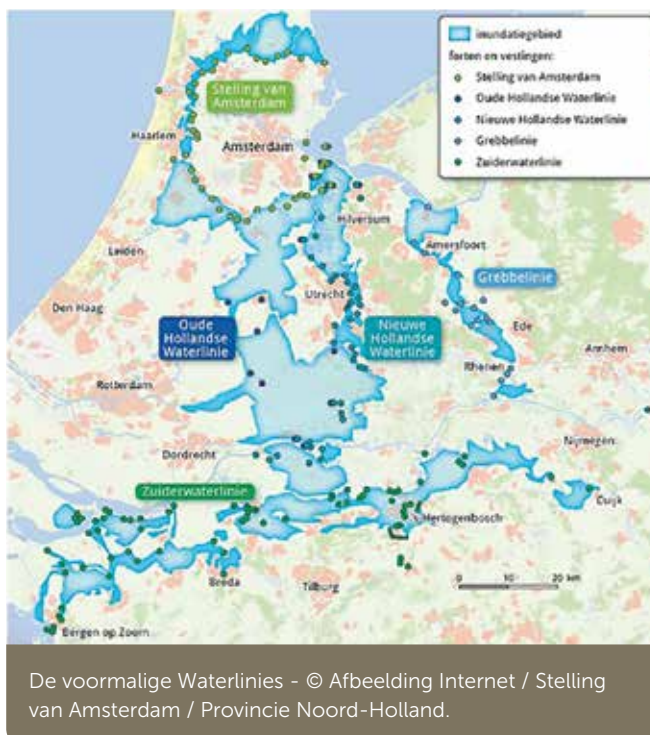 inundatiegebied
forten en vestingen:
Stelling van Amsterdam
Oude Hollandse Waterlinie
Nieuwe Hollandse Waterlinie
Grebbelinie
Zuiderwaterlinie
Stelling van
Amsterdam
Haarlem
Amsterdam
Hilversum
Leiden
Amersfoort
Utrecht
Grebbelinie
Den Haag
Oude
Hollandse
Waterlinie
Nieuwe
Hollandse
Waterlinie
Ede
Arnhem
Rhenen
Rotterdam
Dordrecht
Nijmegen
Zuiderwaterlinie
Cuijk
Hertogenbosch
Breda
Tilburg
0 10 20 km
Bergen op Zoom
De voormalige Waterlinies - © Afbeelding Internet / Stelling
van Amsterdam / Provincie Noord-Holland.